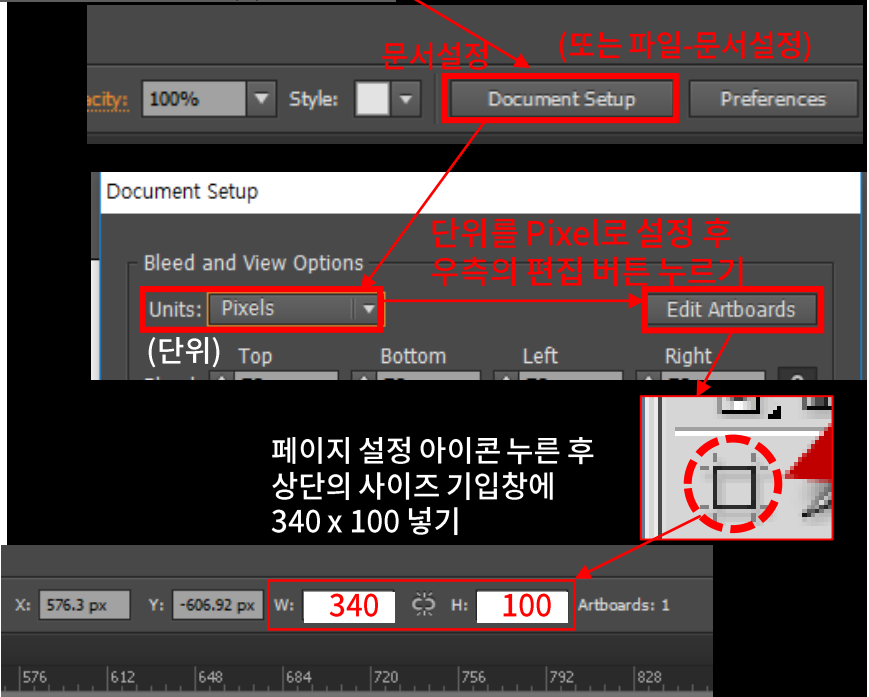 문서설정
(또는 파일-문서설정)
acity: 100% Style: Document Setup Preferences
Document Setup
단위를 Pixel로 설정 후
우측의 편집 버튼 누르기
Bleed and View Options
Units: Pixels Edit Artboards
(단위) Top Bottom Left Right
페이지 설정 아이콘 누른 후
상단의 사이즈 기입창에
340 x 100 넣기
X: 576.3 px Y: -606.92 px W: 340 H: 100 Artboards: 1
576 612 648 684 720 756 792 828